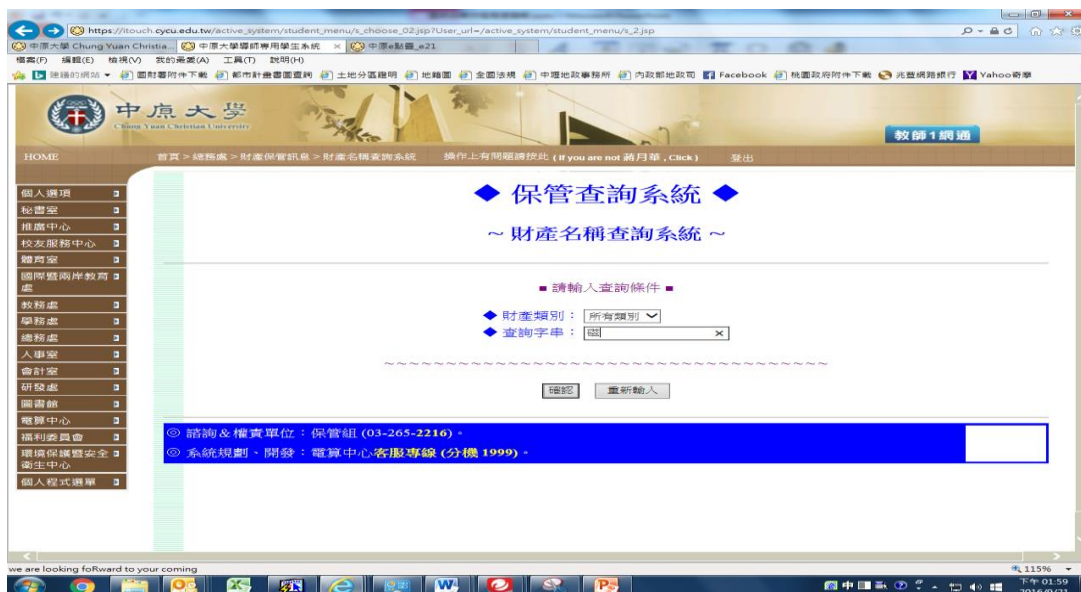 https://itouch.cycu.edu.tw/active_system/student_menu/s_choose_02.jsp?User_url=/active_system/student_menu/s_2.jsp
中原大學 Chung Yuan Christia... 中原大學導師專用學生系統 × 中原e點靈_e21
檔案(F) 編輯(E) 檢視(V) 我的最愛(A) 工具(T) 說明(H)
建議的網站 圖附署附件下載 都市計畫書圖查詢 土地分區證明 地籍圖 全國法規 中壢地政事務所 內政部地政司 Facebook 桃園政府附件下載 兆豐網路銀行 Yahoo奇摩
中原大學
Chung Yuan Christian University
教師1網通
HOME 首頁 > 總務處 > 財產保管訊息 > 財產名稱查詢系統 操作上有問題請按此 ( If you are not 蔣月華 , Click ) 登出
◆ 保管查詢系統 ◆
~ 財產名稱查詢系統 ~
個人選項
秘書室
推廣中心
校友服務中心
體育室
國際暨兩岸教育處
教務處
學務處
總務處
人事室
會計室
研發處
圖書館
電算中心
福利委員會
環境保護暨安全衛生中心
個人程式選單
■ 請輸入查詢條件 ■
◆ 財產類別： 所有類別
◆ 查詢字串： 磁 ×
~~~~~~~~~~~~~~~~~~~~~~~~~~~~~~~~~~~
確認 重新輸入
◎ 諮詢&權責單位：保管組 (03-265-2216)。
◎ 系統規劃、開發：電算中心客服專線 (分機 1999)。
we are looking foRward to your coming
115%
中
下午 01:59
2016/9/21